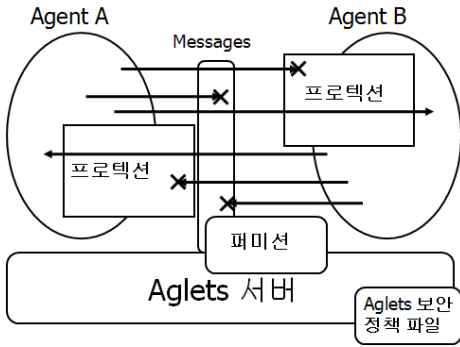 Agent A
Agent B
Messages
프로텍션
프로텍션
퍼미션
Aglets 서버
Aglets 보안
정책 파일